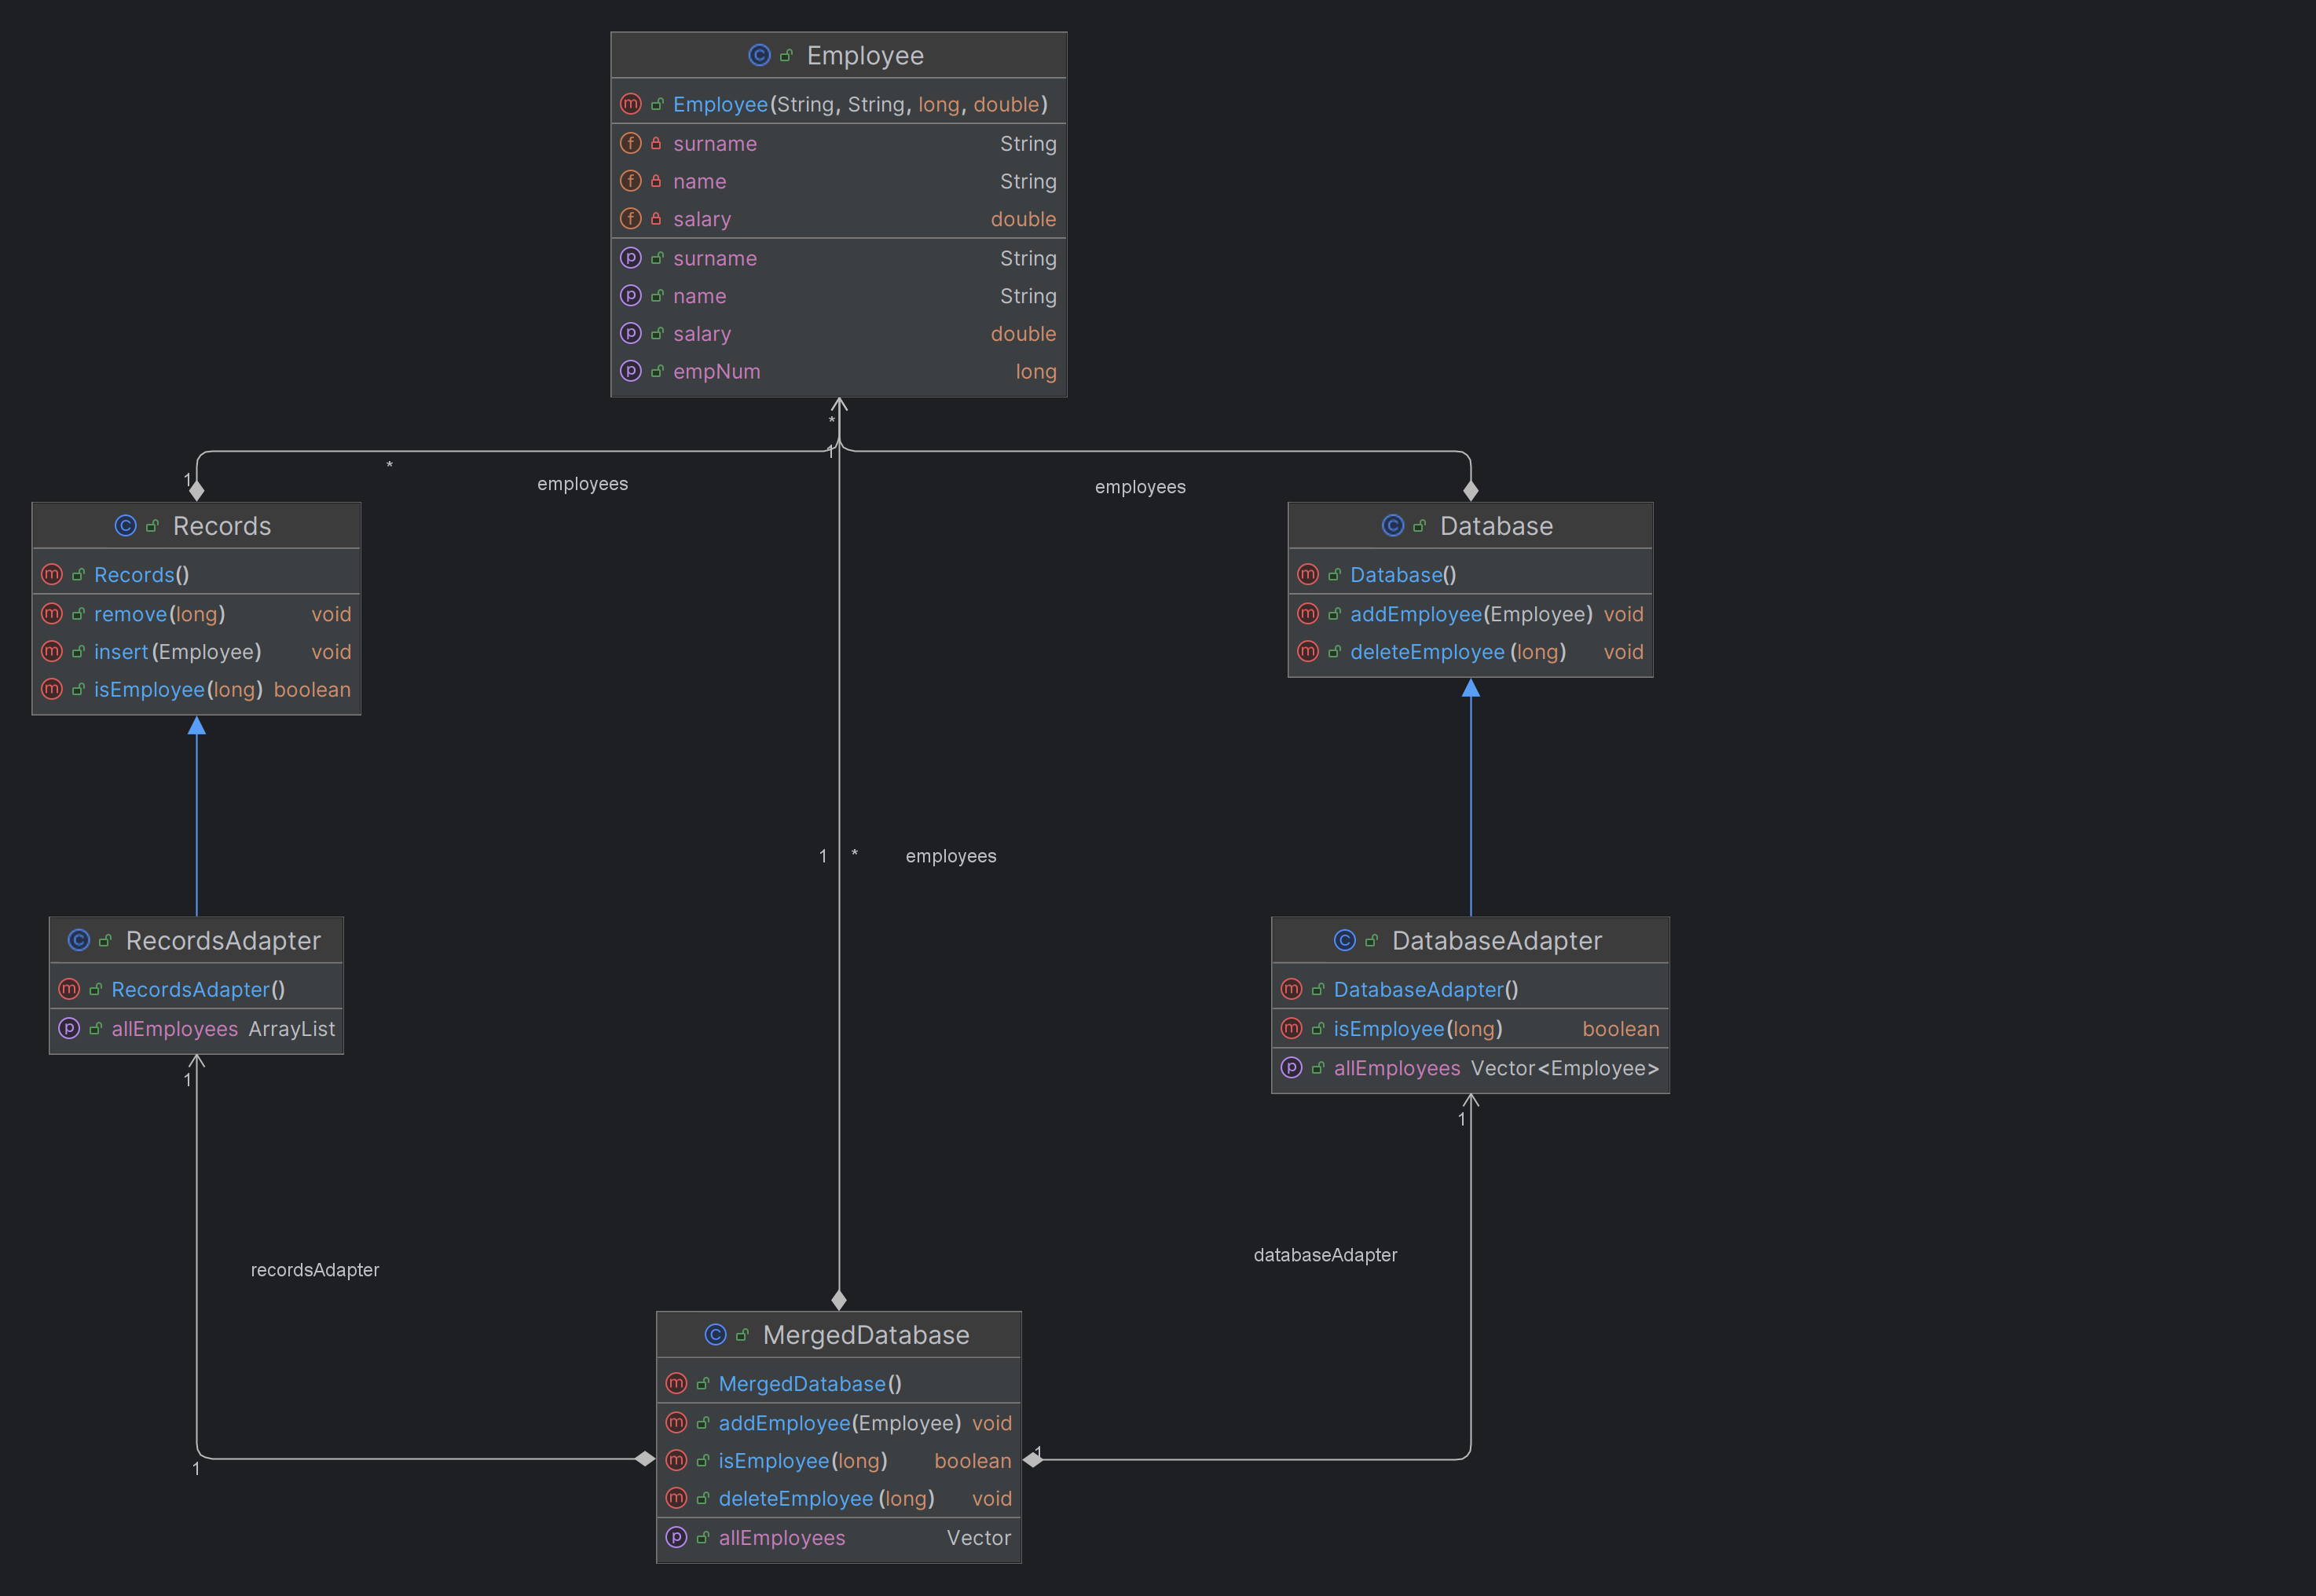 Employee
Employee(String, String, long, double)
surname String
name String
salary double
surname String
name String
salary double
empNum long
*
1
*
1
employees
employees
Records
Records()
remove(long) void
insert(Employee) void
isEmployee(long) boolean
Database
Database()
addEmployee(Employee) void
deleteEmployee(long) void
1 * employees
RecordsAdapter
RecordsAdapter()
allEmployees ArrayList
DatabaseAdapter
DatabaseAdapter()
isEmployee(long) boolean
allEmployees Vector<Employee>
1
1
recordsAdapter
databaseAdapter
MergedDatabase
MergedDatabase()
addEmployee(Employee) void
isEmployee(long) boolean
deleteEmployee(long) void
allEmployees Vector
1
1